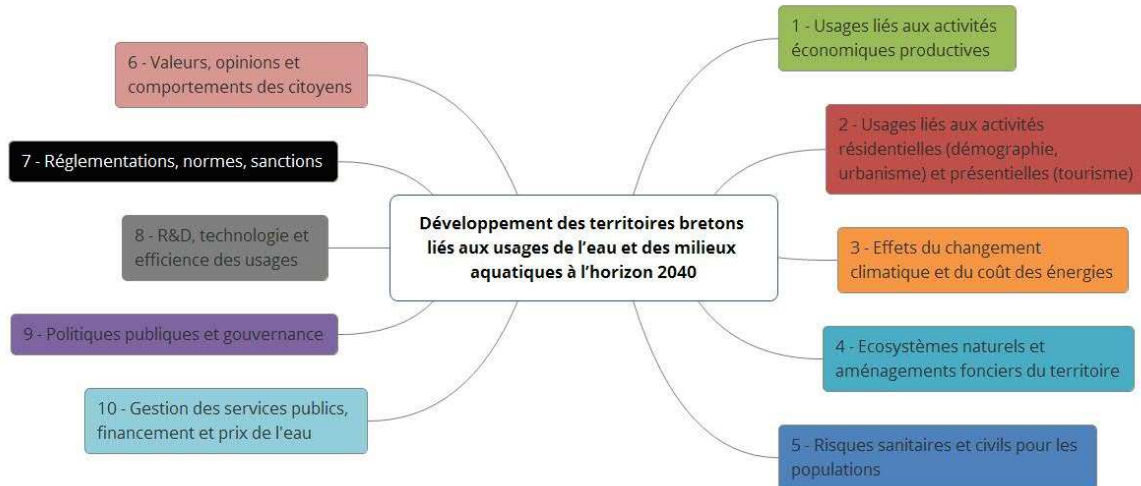 1 - Usages liés aux activités
économiques productives
2 - Usages liés aux activités
résidentielles (démographie,
urbanisme) et présentielles (tourisme)
3 - Effets du changement
climatique et du coût des énergies
4 - Ecosystèmes naturels et
aménagements fonciers du territoire
5 - Risques sanitaires et civils pour les
populations
6 - Valeurs, opinions et
comportements des citoyens
7 - Réglementations, normes, sanctions
8 - R&D, technologie et
efficience des usages
9 - Politiques publiques et gouvernance
10 - Gestion des services publics,
financement et prix de l'eau
Développement des territoires bretons
liés aux usages de l’eau et des milieux
aquatiques à l’horizon 2040